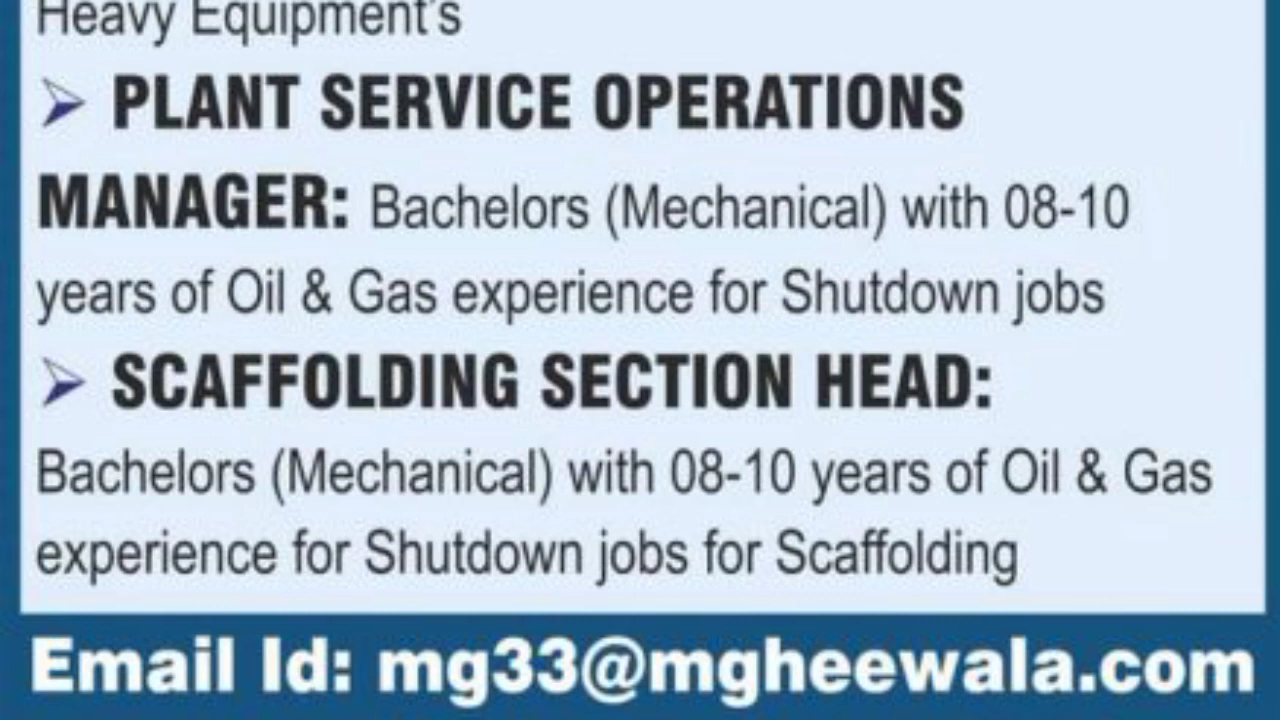 Heavy Equipment's
➢ PLANT SERVICE OPERATIONS
MANAGER: Bachelors (Mechanical) with 08-10
years of Oil & Gas experience for Shutdown jobs
➢ SCAFFOLDING SECTION HEAD:
Bachelors (Mechanical) with 08-10 years of Oil & Gas
experience for Shutdown jobs for Scaffolding
Email Id: mg33@mgheewala.com